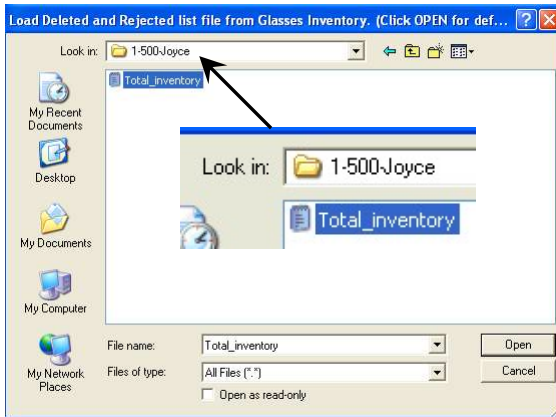 Load Deleted and Rejected list file from Glasses Inventory. (Click OPEN for def...
Look in: 1-500-Joyce
Total_inventory
My Recent
Documents
Desktop
My Documents
My Computer
My Network
Places
Look in: 1-500-Joyce
Total_inventory
File name: Total_inventory Open
Files of type: All Files (*.*) Cancel
Open as read-only